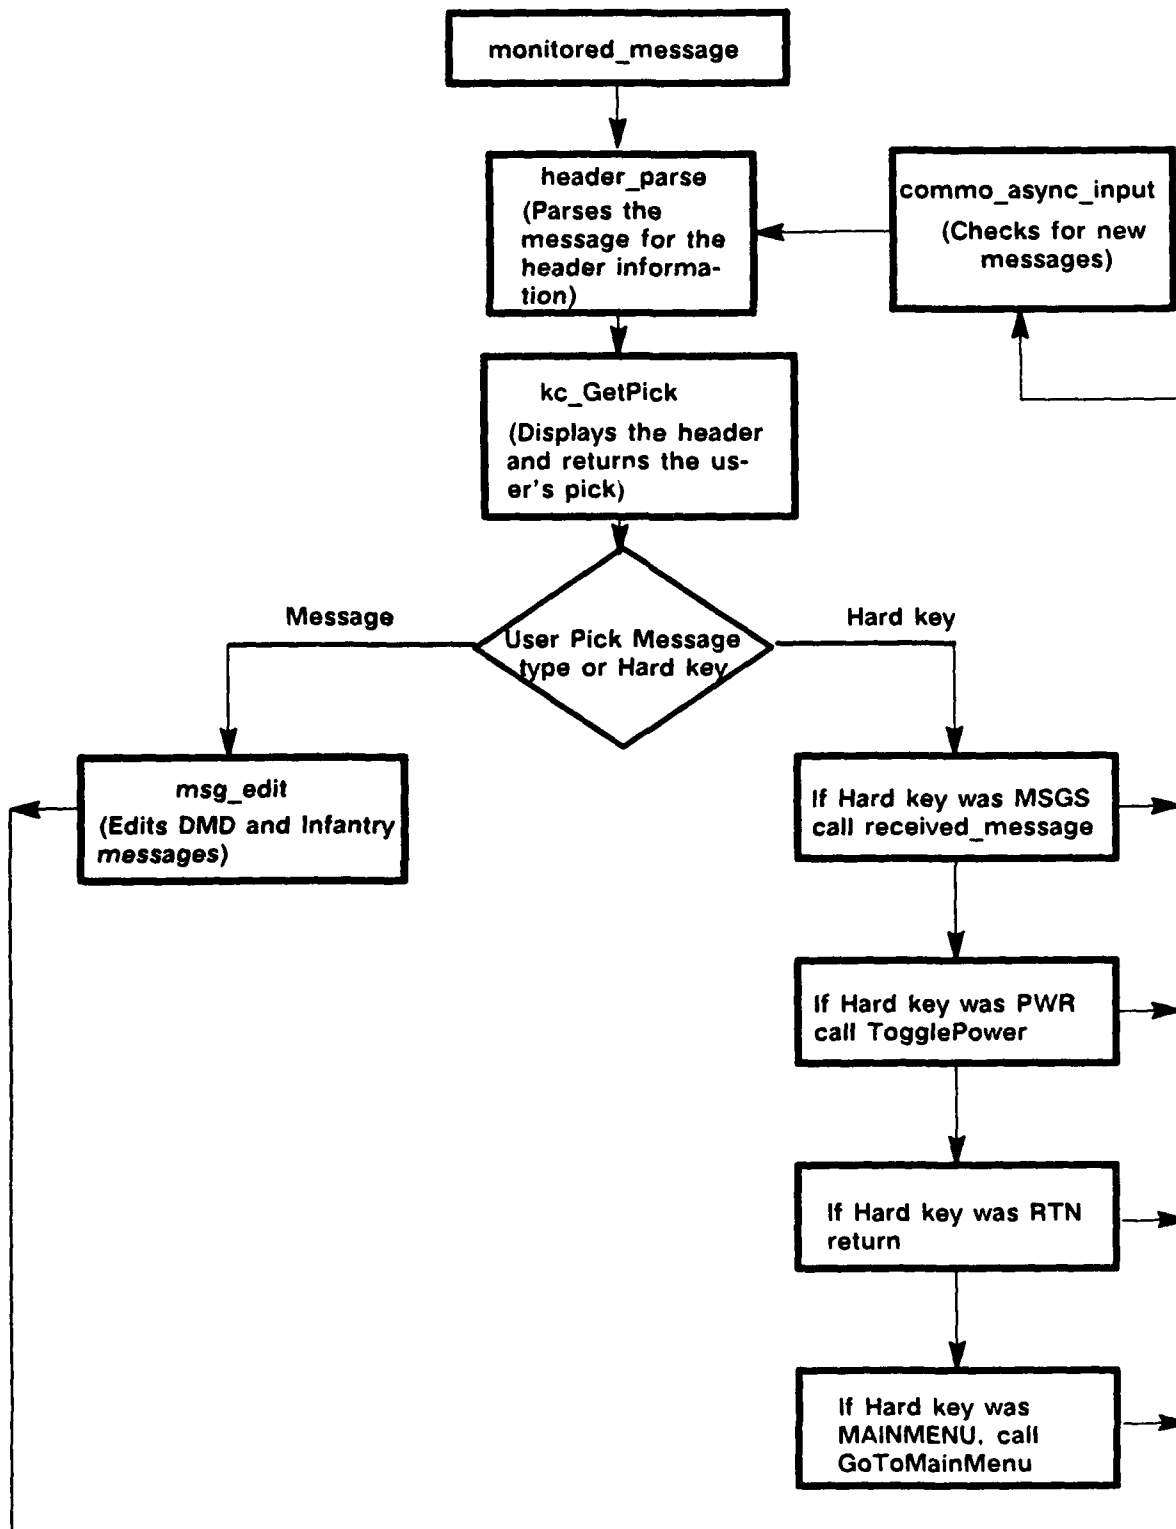 monitored_message
header_parse
(Parses the
message for the
header informa-
tion)
commo_async_input
(Checks for new
messages)
kc_GetPick
(Displays the header
and returns the us-
er's pick)
Message
User Pick Message
type or Hard key
Hard key
msg_edit
(Edits DMD and Infantry
messages)
If Hard key was MSGS
call received_message
If Hard key was PWR
call TogglePower
If Hard key was RTN
return
If Hard key was
MAINMENU, call
GoToMainMenu